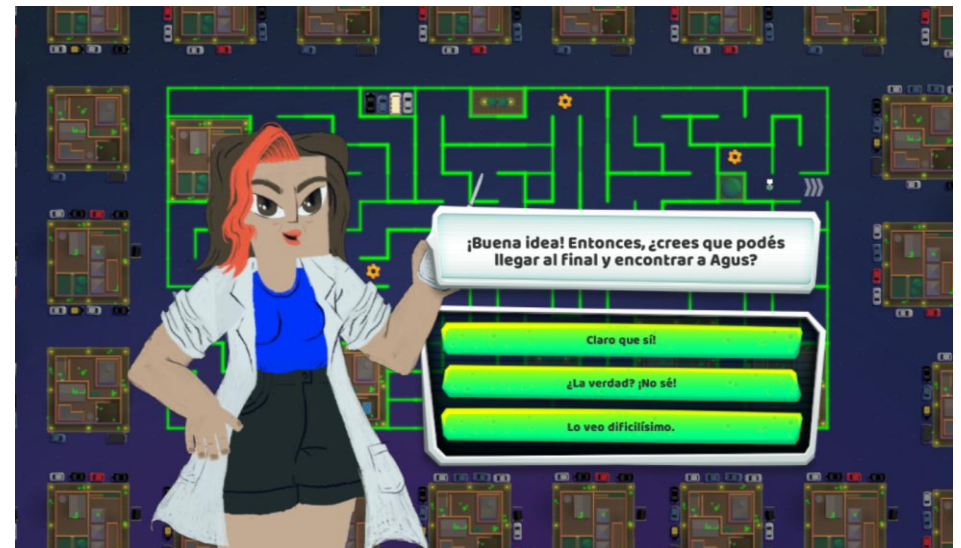 ¡Buena idea! Entonces, ¿crees que podés
llegar al final y encontrar a Agus?
Claro que sí!
¿La verdad? ¡No sé!
Lo veo dificilísimo.